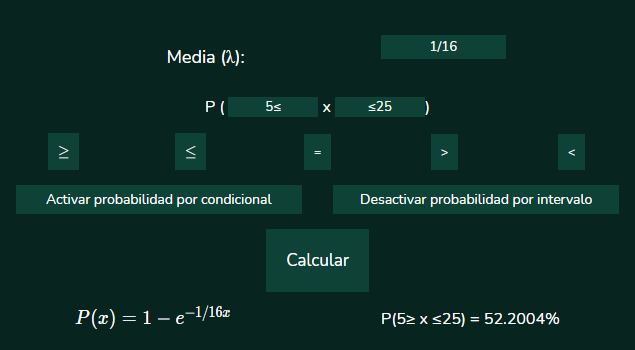 Media (λ): 1/16
P ( 5≤ x ≤25 )
≥ ≤ = > <
Activar probabilidad por condicional Desactivar probabilidad por intervalo
Calcular
P(x) = 1 − e^{−1/16x} P(5≥ x ≤25) = 52.2004%